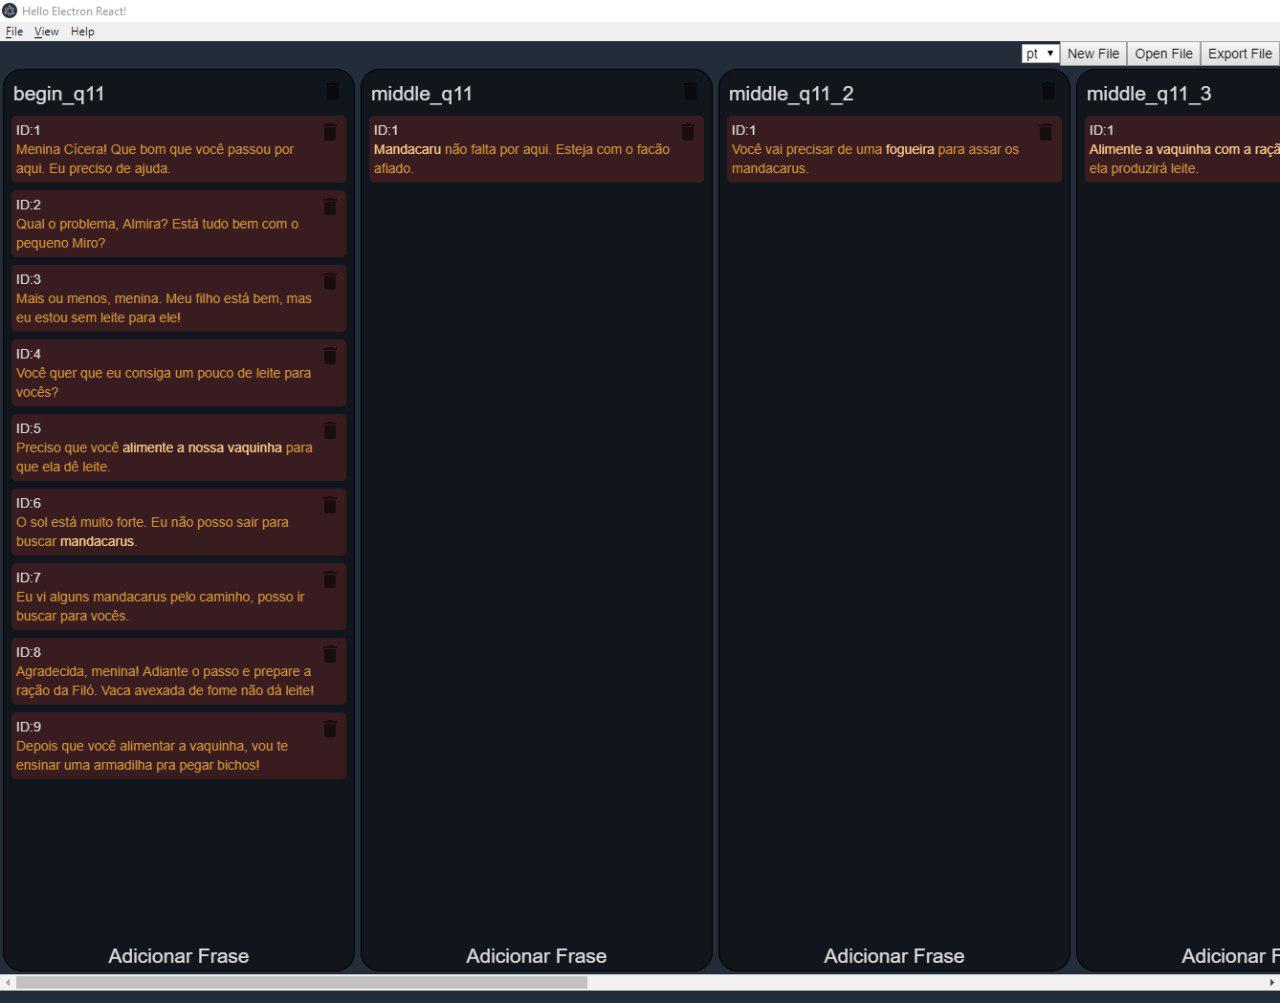 Hello Electron React!
File View Help
pt New File Open File Export File
begin_q11
ID:1
Menina Cícera! Que bom que você passou por
aqui. Eu preciso de ajuda.
ID:2
Qual o problema, Almira? Está tudo bem com o
pequeno Miro?
ID:3
Mais ou menos, menina. Meu filho está bem, mas
eu estou sem leite para ele!
ID:4
Você quer que eu consiga um pouco de leite para
vocês?
ID:5
Preciso que você alimente a nossa vaquinha para
que ela dê leite.
ID:6
O sol está muito forte. Eu não posso sair para
buscar mandacarus.
ID:7
Eu vi alguns mandacarus pelo caminho, posso ir
buscar para vocês.
ID:8
Agradecida, menina! Adiante o passo e prepare a
ração da Filó. Vaca avexada de fome não dá leite!
ID:9
Depois que você alimentar a vaquinha, vou te
ensinar uma armadilha pra pegar bichos!
Adicionar Frase
middle_q11
ID:1
Mandacaru não falta por aqui. Esteja com o facão
afiado.
Adicionar Frase
middle_q11_2
ID:1
Você vai precisar de uma fogueira para assar os
mandacarus.
Adicionar Frase
middle_q11_3
ID:1
Alimente a vaquinha com a raçã
ela produzirá leite.
Adicionar F